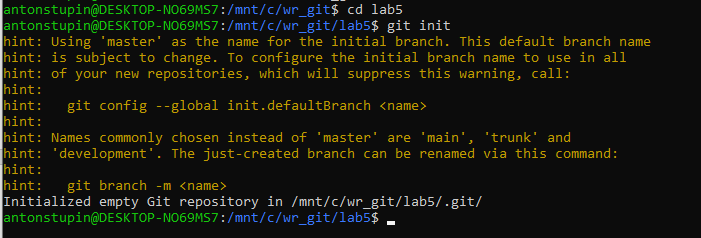 antonstupin@DESKTOP-NO69MS7:/mnt/c/wr_git$ cd lab5
antonstupin@DESKTOP-NO69MS7:/mnt/c/wr_git/lab5$ git init
hint: Using 'master' as the name for the initial branch. This default branch name
hint: is subject to change. To configure the initial branch name to use in all
hint: of your new repositories, which will suppress this warning, call:
hint:
hint:   git config --global init.defaultBranch <name>
hint:
hint: Names commonly chosen instead of 'master' are 'main', 'trunk' and
hint: 'development'. The just-created branch can be renamed via this command:
hint:
hint:   git branch -m <name>
Initialized empty Git repository in /mnt/c/wr_git/lab5/.git/
antonstupin@DESKTOP-NO69MS7:/mnt/c/wr_git/lab5$